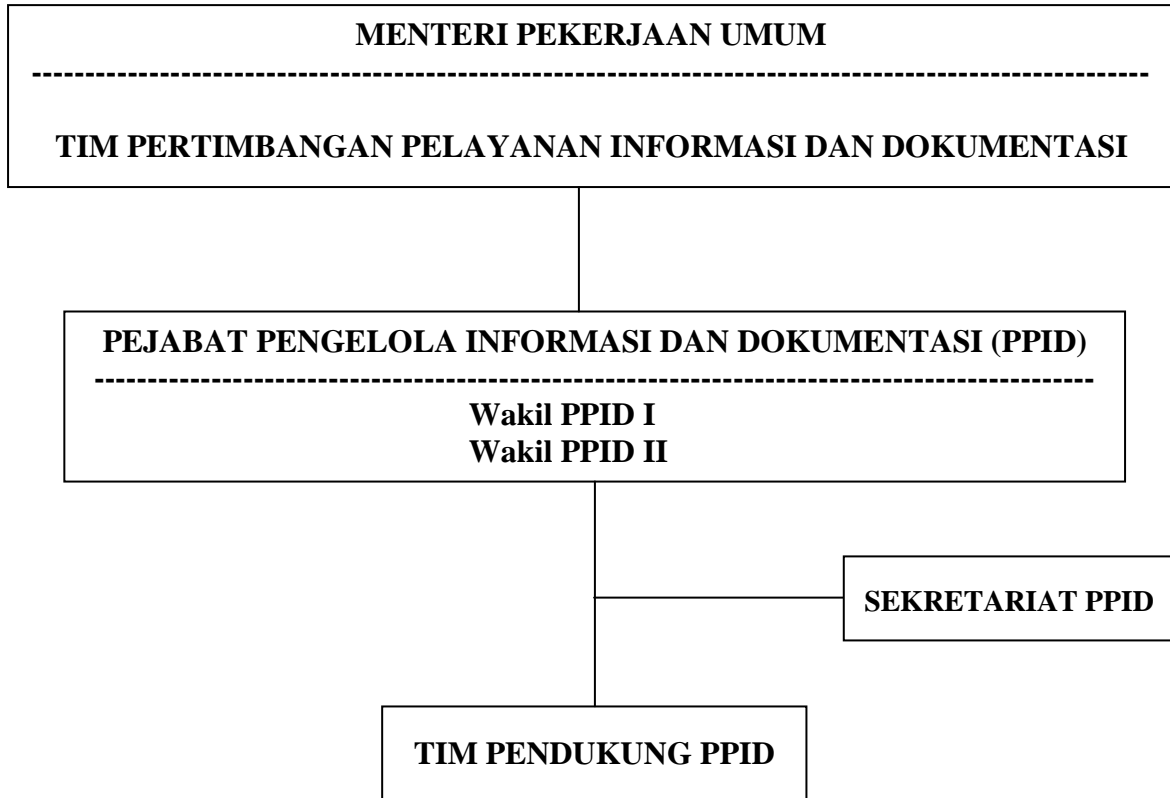 MENTERI PEKERJAAN UMUM
TIM PERTIMBANGAN PELAYANAN INFORMASI DAN DOKUMENTASI
PEJABAT PENGELOLA INFORMASI DAN DOKUMENTASI (PPID)
Wakil PPID I
Wakil PPID II
SEKRETARIAT PPID
TIM PENDUKUNG PPID